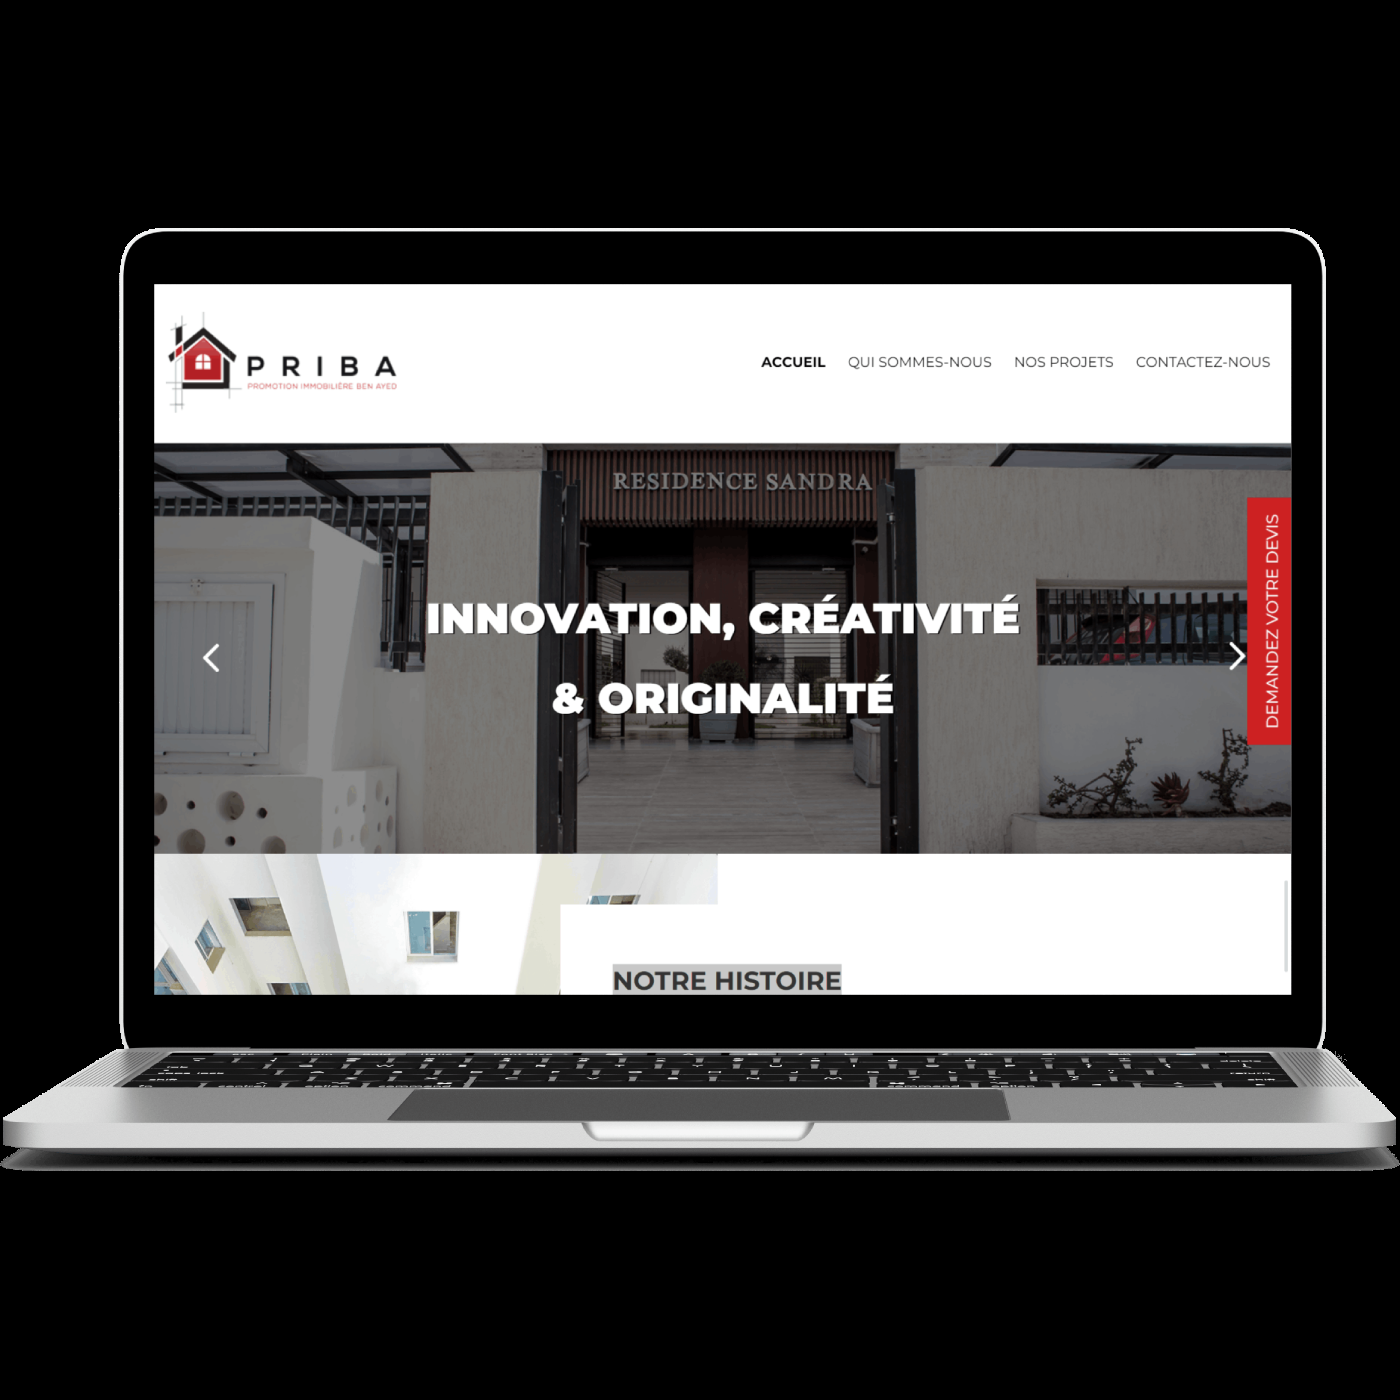 PRIBA
PROMOTION IMMOBILIÈRE BEN AYED
ACCUEIL QUI SOMMES-NOUS NOS PROJETS CONTACTEZ-NOUS
RESIDENCE SANDRA
INNOVATION, CRÉATIVITÉ
& ORIGINALITÉ
DEMANDEZ VOTRE DEVIS
NOTRE HISTOIRE